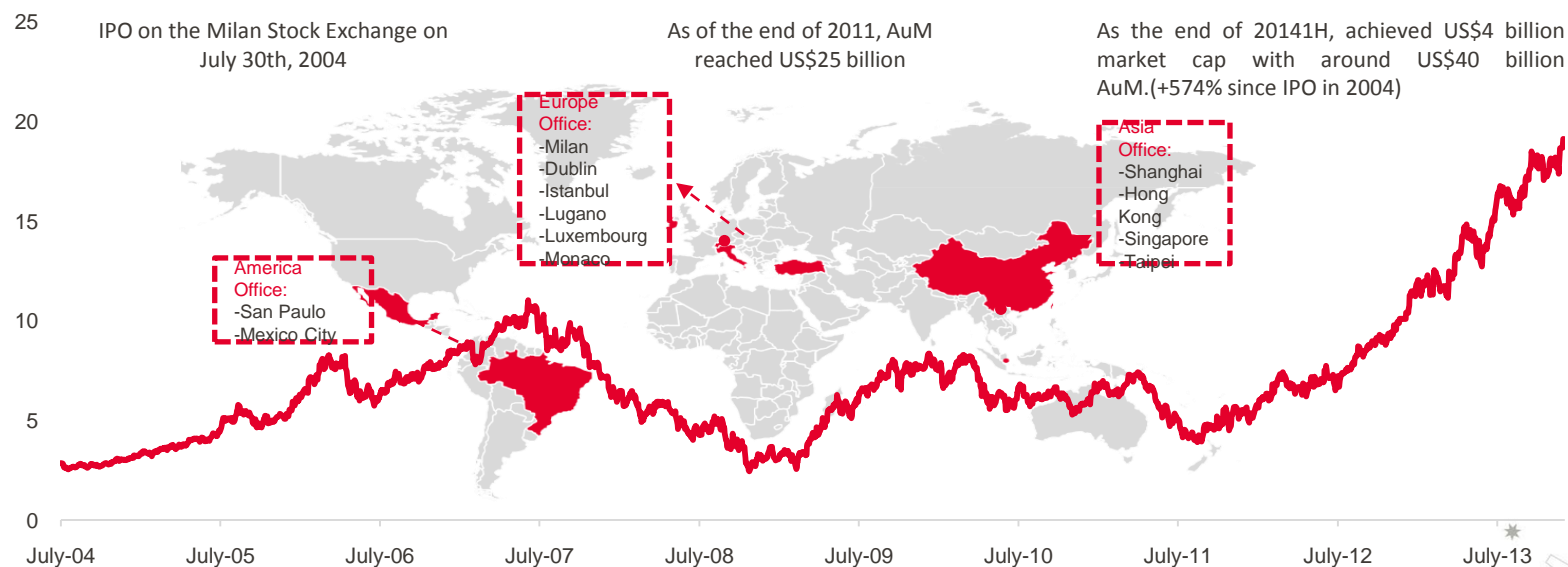 25
IPO on the Milan Stock Exchange on
July 30th, 2004
As of the end of 2011, AuM
reached US$25 billion
As the end of 20141H, achieved US$4 billion
market cap with around US$40 billion
AuM.(+574% since IPO in 2004)
20
Europe
Office:
-Milan
-Dublin
-Istanbul
-Lugano
-Luxembourg
-Monaco
Asia
Office:
-Shanghai
-Hong
Kong
-Singapore
-Taipei
15
America
Office:
-San Paulo
-Mexico City
10
5
0
July-04
July-05
July-06
July-07
July-08
July-09
July-10
July-11
July-12
July-13